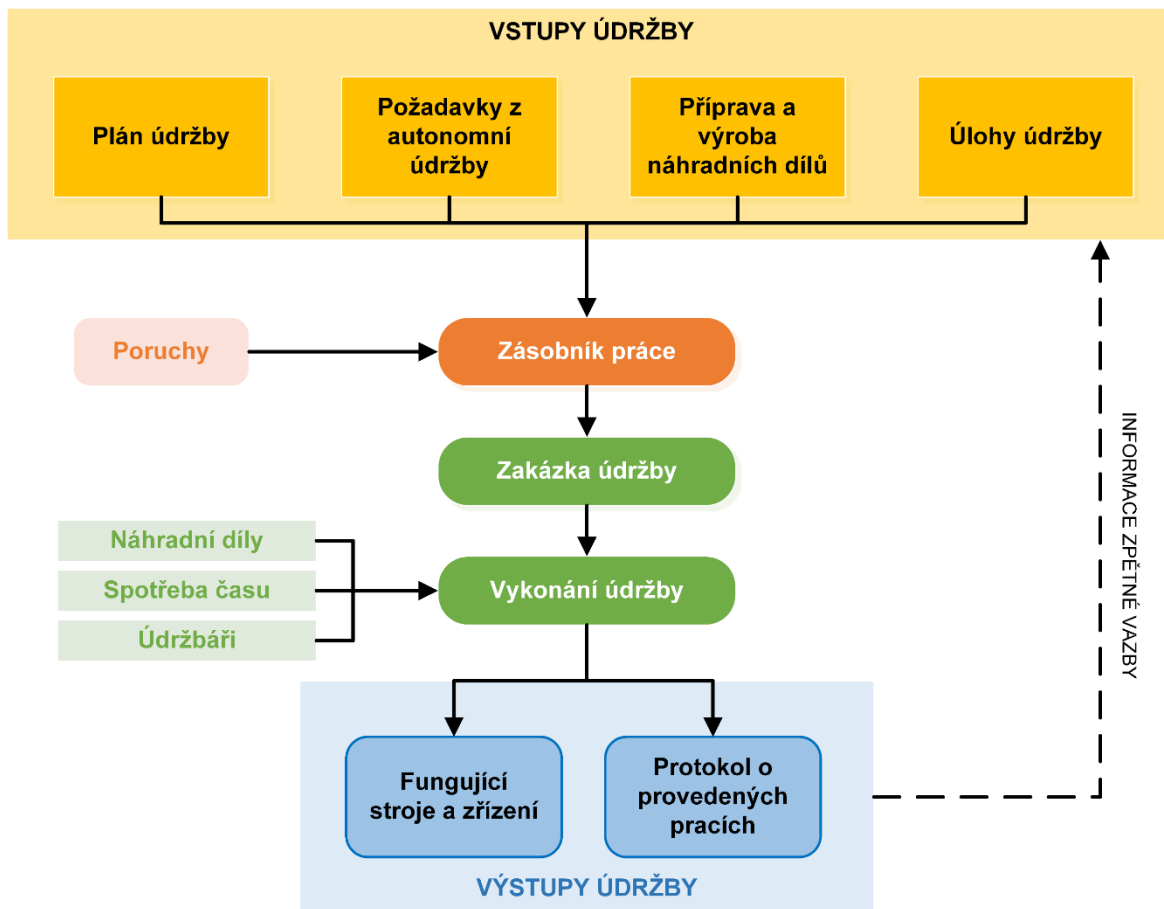 VSTUPY ÚDRŽBY
Plán údržby
Požadavky z
autonomní
údržby
Příprava a
výroba
náhradních dílů
Úlohy údržby
Poruchy
Zásobník práce
Zakázka údržby
Náhradní díly
Spotřeba času
Údržbáři
Vykonání údržby
INFORMACE ZPĚTNÉ VAZBY
Fungující
stroje a zřízení
Protokol o
provedených
pracích
VÝSTUPY ÚDRŽBY